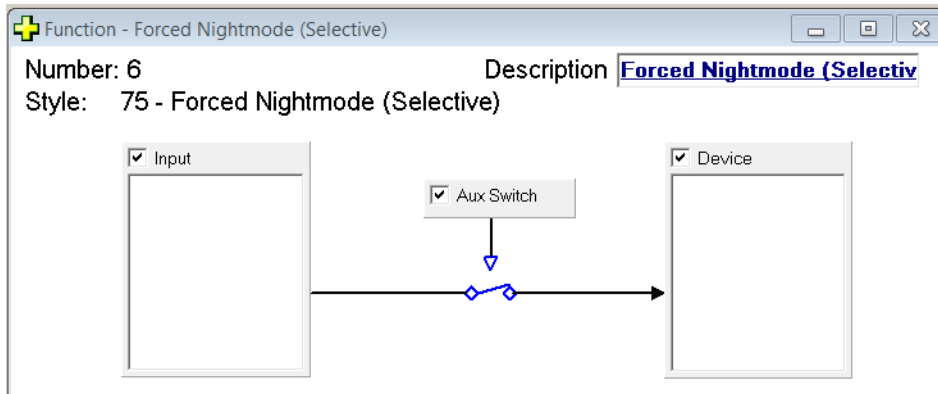 Function - Forced Nightmode (Selective)
Number: 6 Description Forced Nightmode (Selectiv
Style: 75 - Forced Nightmode (Selective)
Input
Device
Aux Switch